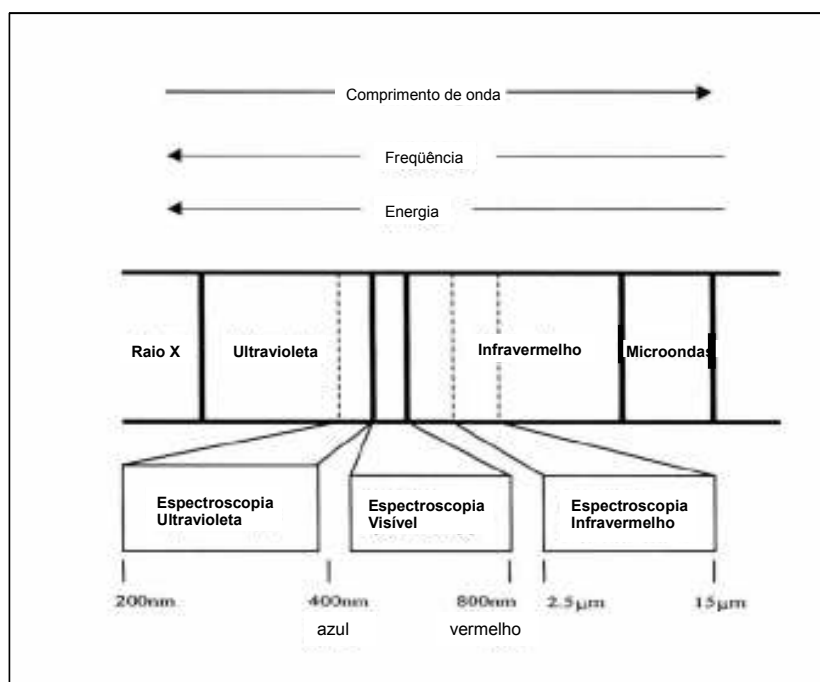 Comprimento de onda
Freqüência
Energia
Raio X
Ultravioleta
Infravermelho
Microondas
Espectroscopia
Ultravioleta
Espectroscopia
Visível
Espectroscopia
Infravermelho
200nm
400nm
800nm
2.5µm
15µm
azul
vermelho